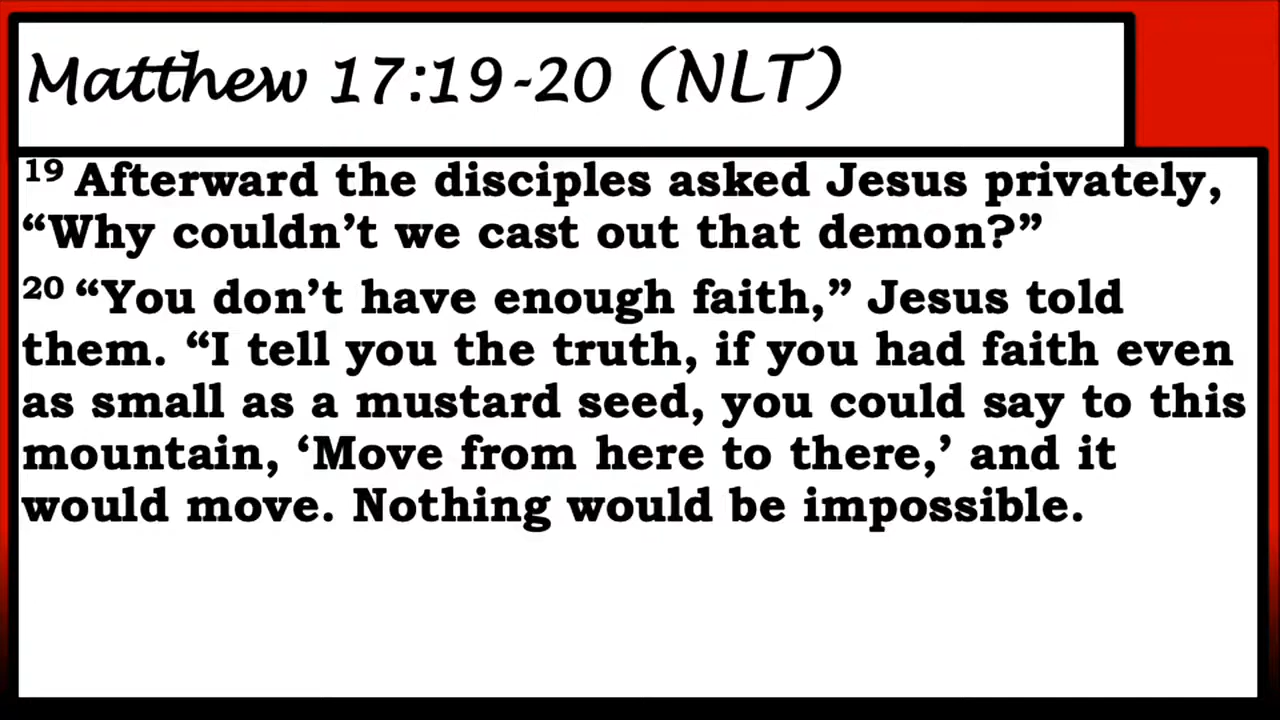 Matthew 17:19-20 (NLT)
19 Afterward the disciples asked Jesus privately,
“Why couldn’t we cast out that demon?”
20 “You don’t have enough faith,” Jesus told
them. “I tell you the truth, if you had faith even
as small as a mustard seed, you could say to this
mountain, ‘Move from here to there,’ and it
would move. Nothing would be impossible.